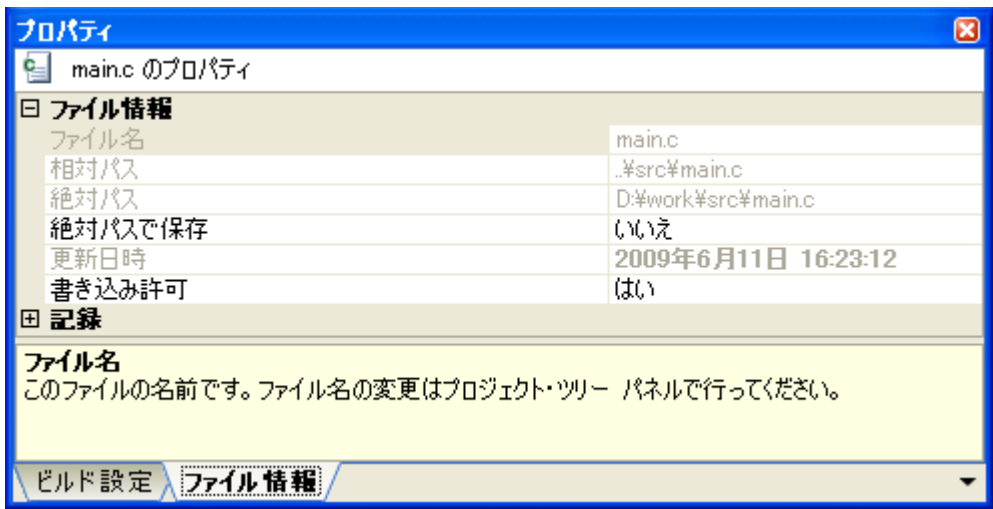 プロパティ
main.c のプロパティ
ファイル情報
ファイル名 main.c
相対パス ..¥src¥main.c
絶対パス D:¥work¥src¥main.c
絶対パスで保存 いいえ
更新日時 2009年6月11日 16:23:12
書き込み許可 はい
記録
ファイル名
このファイルの名前です。ファイル名の変更はプロジェクト・ツリー パネルで行ってください。
ビルド設定 ファイル情報